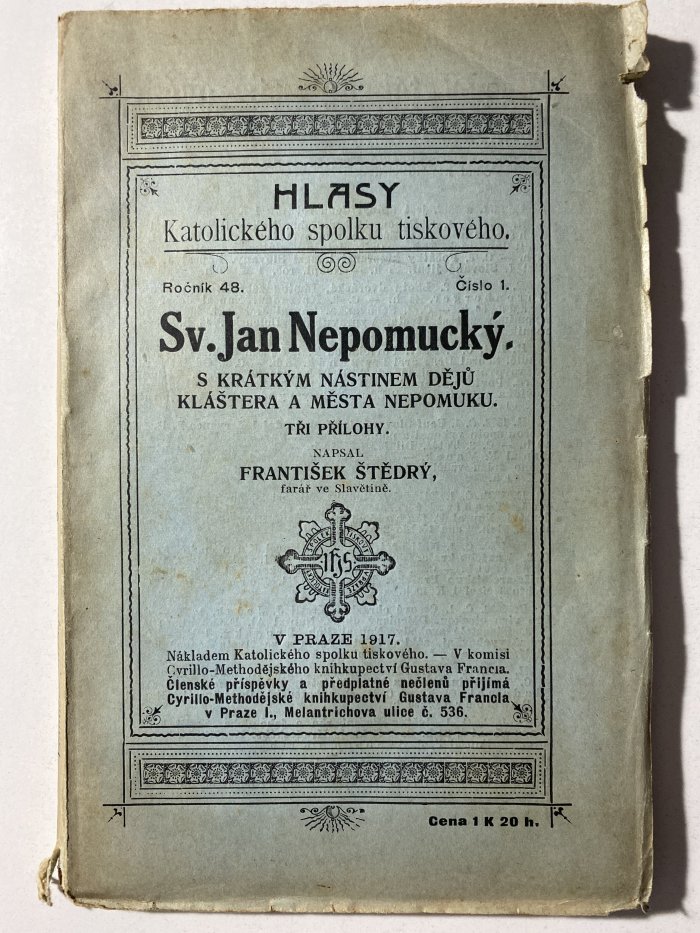 HLASY
Katolického spolku tiskového.
Ročník 48.
Číslo 1.
Sv. Jan Nepomucký.
S KRÁTKÝM NÁSTINEM DĚJŮ
KLÁŠTERA A MĚSTA NEPOMUKU.
TŘI PŘÍLOHY.
NAPSAL
FRANTIŠEK ŠTĚDRÝ,
farář ve Slavětíně.
IHS
V PRAZE 1917.
Nákladem Katolického spolku tiskového. — V komisi
Cyrillo-Methodějského knihkupectví Gustava Francla.
Členské příspěvky a předplatné nečlenů přijímá
Cyrillo-Methodějské knihkupectví Gustava Francla
v Praze I., Melantrichova ulice č. 536.
Cena 1 K 20 h.